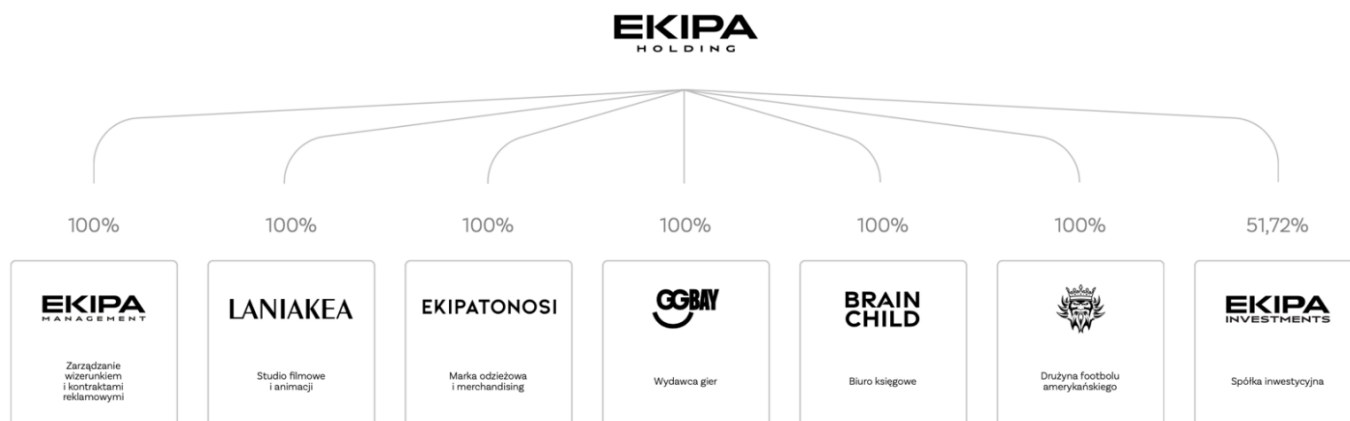 EKIPA
HOLDING
100%
100%
100%
100%
100%
100%
51,72%
EKIPA
MANAGEMENT
Zarządzanie
wizerunkiem
i kontraktami
reklamowymi
LANIAKEA
Studio filmowe
i animacji
EKIPATONOSI
Marka odzieżowa
i merchandising
GGBAY
Wydawca gier
BRAIN
CHILD
Biuro księgowe
Drużyna footbolu
amerykańskiego
EKIPA
INVESTMENTS
Spółka inwestycyjna